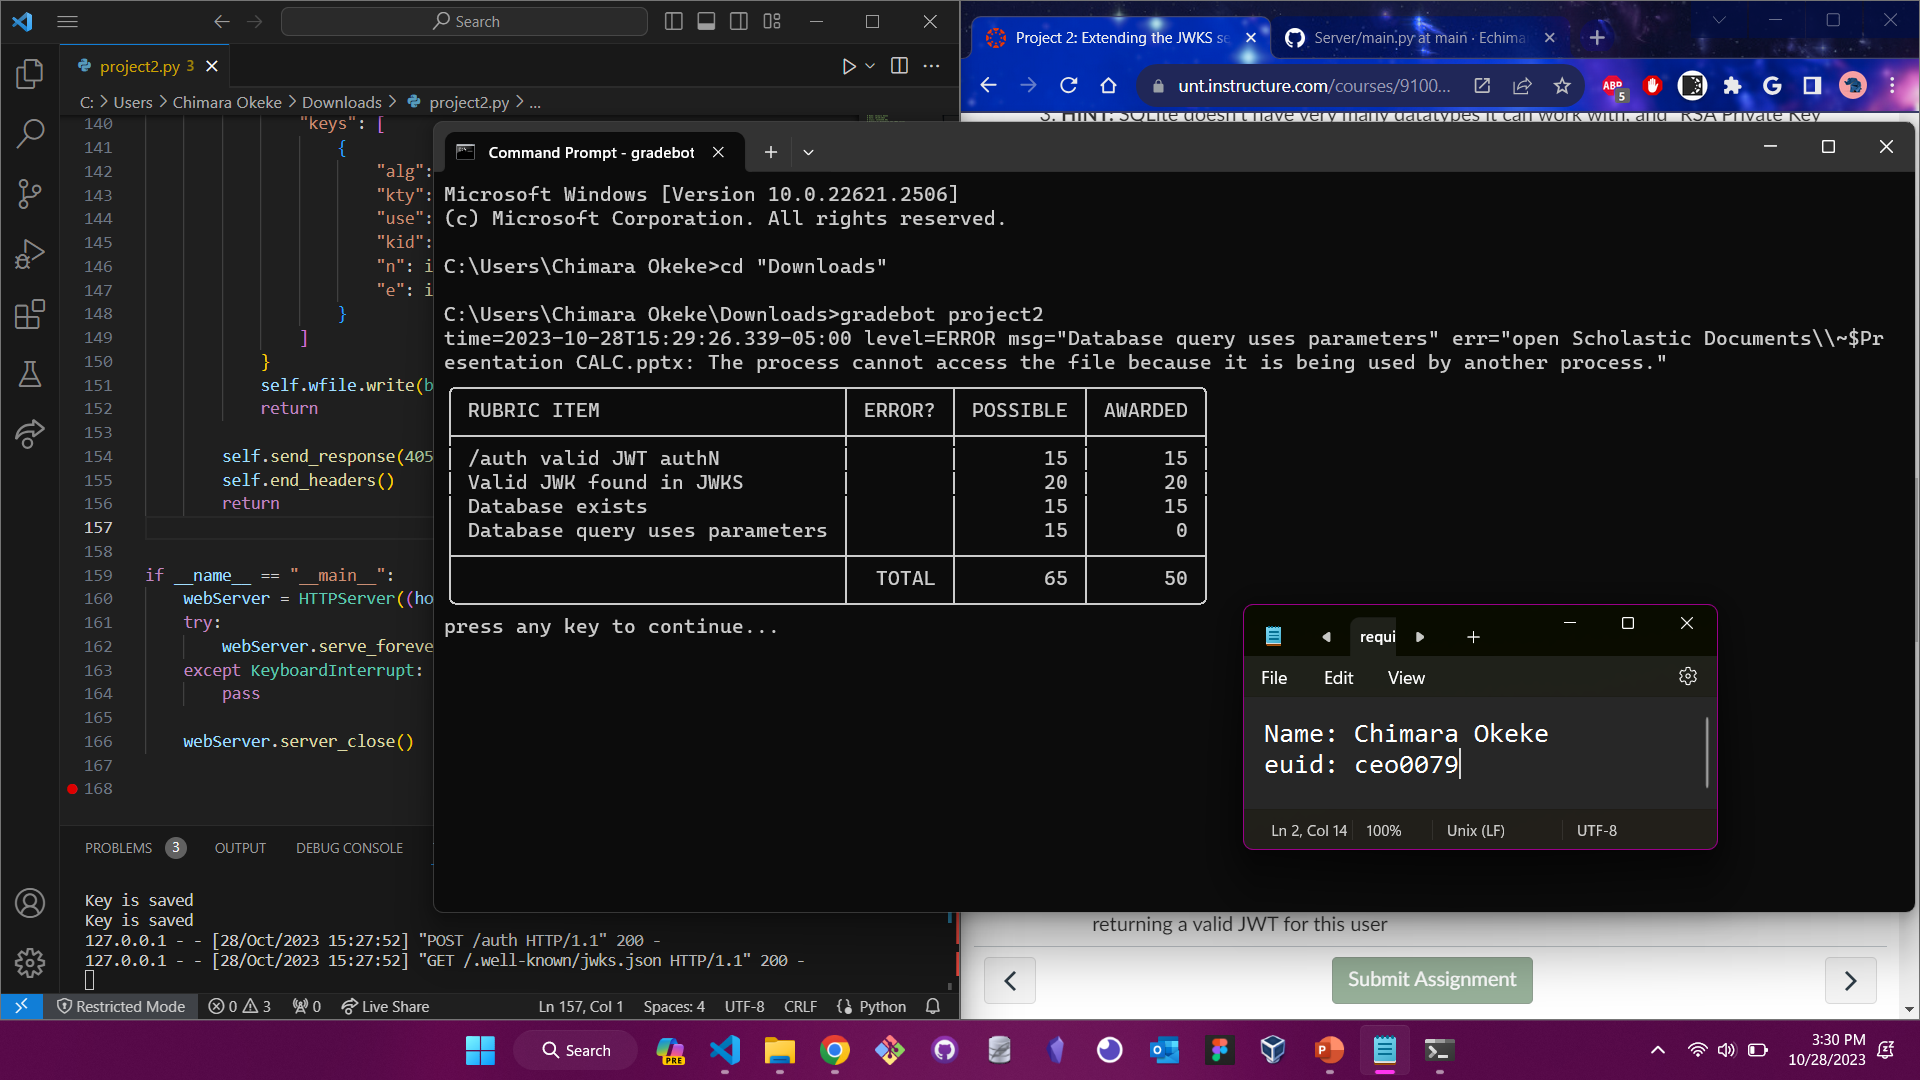 Search
project2.py 3
C: > Users > Chimara Okeke > Downloads > project2.py > ...
140 "keys": [
141 {
142 "alg":
143 "kty":
144 "use":
145 "kid":
146 "n": i
147 "e": i
148 }
149 ]
150 }
151 self.wfile.write(b
152 return
153
154 self.send_response(405
155 self.end_headers()
156 return
157
158
159 if __name__ == "__main__":
160 webServer = HTTPServer((ho
161 try:
162 webServer.serve_foreve
163 except KeyboardInterrupt:
164 pass
165
166 webServer.server_close()
167
168
PROBLEMS 3 OUTPUT DEBUG CONSOLE
Key is saved
Key is saved
127.0.0.1 - - [28/Oct/2023 15:27:52] "POST /auth HTTP/1.1" 200 -
127.0.0.1 - - [28/Oct/2023 15:27:52] "GET /.well-known/jwks.json HTTP/1.1" 200 -
Restricted Mode 0 3 0 Live Share Ln 157, Col 1 Spaces: 4 UTF-8 CRLF Python
Project 2: Extending the JWKS se
Server/main.py at main · Echima
unt.instructure.com/courses/9100...
ABP 5
3. HINT: SQLite doesn't have very many datatypes it can work with, and "RSA Private Key"
Command Prompt - gradebot
Microsoft Windows [Version 10.0.22621.2506]
(c) Microsoft Corporation. All rights reserved.
C:\Users\Chimara Okeke>cd "Downloads"
C:\Users\Chimara Okeke\Downloads>gradebot project2
time=2023-10-28T15:29:26.339-05:00 level=ERROR msg="Database query uses parameters" err="open Scholastic Documents\\~$Pr
esentation CALC.pptx: The process cannot access the file because it is being used by another process."
RUBRIC ITEM ERROR? POSSIBLE AWARDED
/auth valid JWT authN 15 15
Valid JWK found in JWKS 20 20
Database exists 15 15
Database query uses parameters 15 0
TOTAL 65 50
press any key to continue...
requi
File Edit View
Name: Chimara Okeke
euid: ceo0079
Ln 2, Col 14 100% Unix (LF) UTF-8
returning a valid JWT for this user
Submit Assignment
Search
PRE
3:30 PM
10/28/2023